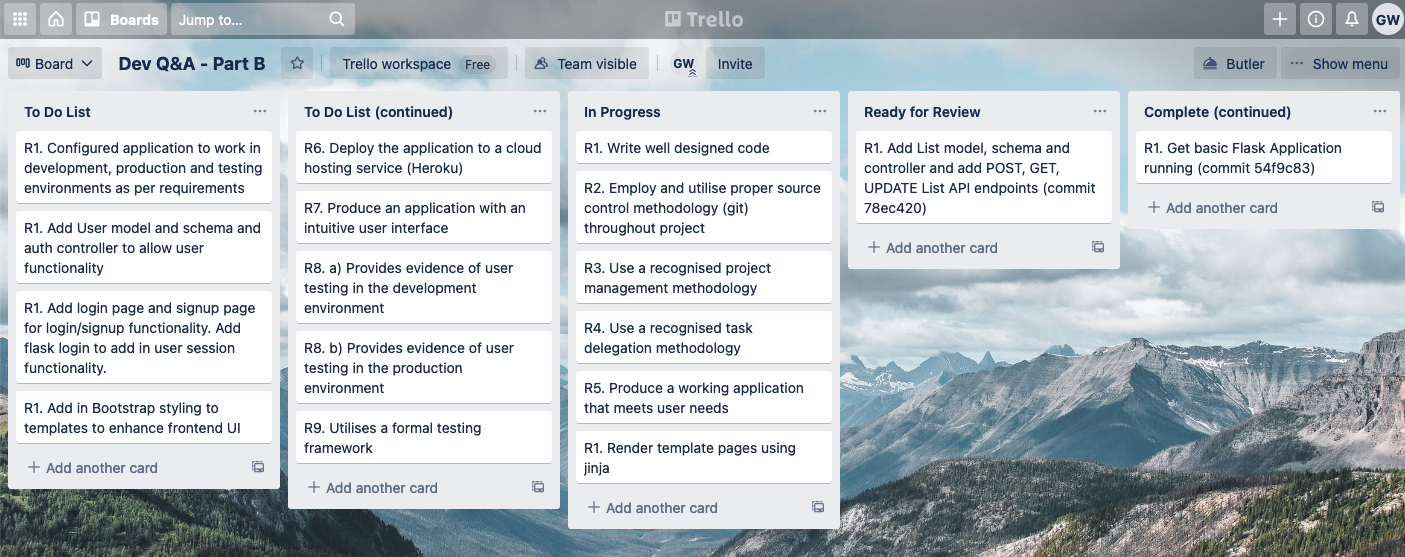 Boards
Jump to...
Trello
GW
Board
Dev Q&A - Part B
Trello workspace Free
Team visible
GW
Invite
Butler
... Show menu
To Do List
R1. Configured application to work in
development, production and testing
environments as per requirements
R1. Add User model and schema and
auth controller to allow user
functionality
R1. Add login page and signup page
for login/signup functionality. Add
flask login to add in user session
functionality.
R1. Add in Bootstrap styling to
templates to enhance frontend UI
+ Add another card
To Do List (continued)
R6. Deploy the application to a cloud
hosting service (Heroku)
R7. Produce an application with an
intuitive user interface
R8. a) Provides evidence of user
testing in the development
environment
R8. b) Provides evidence of user
testing in the production
environment
R9. Utilises a formal testing
framework
+ Add another card
In Progress
R1. Write well designed code
R2. Employ and utilise proper source
control methodology (git)
throughout project
R3. Use a recognised project
management methodology
R4. Use a recognised task
delegation methodology
R5. Produce a working application
that meets user needs
R1. Render template pages using
jinja
+ Add another card
Ready for Review
R1. Add List model, schema and
controller and add POST, GET,
UPDATE List API endpoints (commit
78ec420)
+ Add another card
Complete (continued)
R1. Get basic Flask Application
running (commit 54f9c83)
+ Add another card